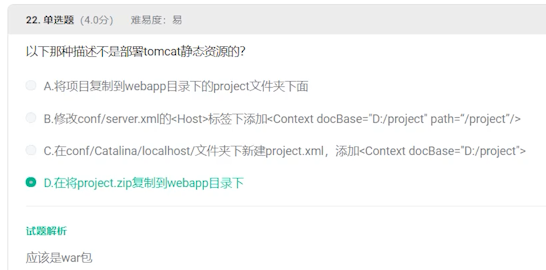 22. 单选题 (4.0分) 难易度：易
以下那种描述不是部署tomcat静态资源的?
A.将项目复制到webapp目录下的project文件夹下面
B.修改conf/server.xml的<Host>标签下添加<Context docBase="D:/project" path="/project"/>
C.在conf/Catalina/localhost/文件夹下新建project.xml，添加<Context docBase="D:/project">
D.在将project.zip复制到webapp目录下
试题解析
应该是war包